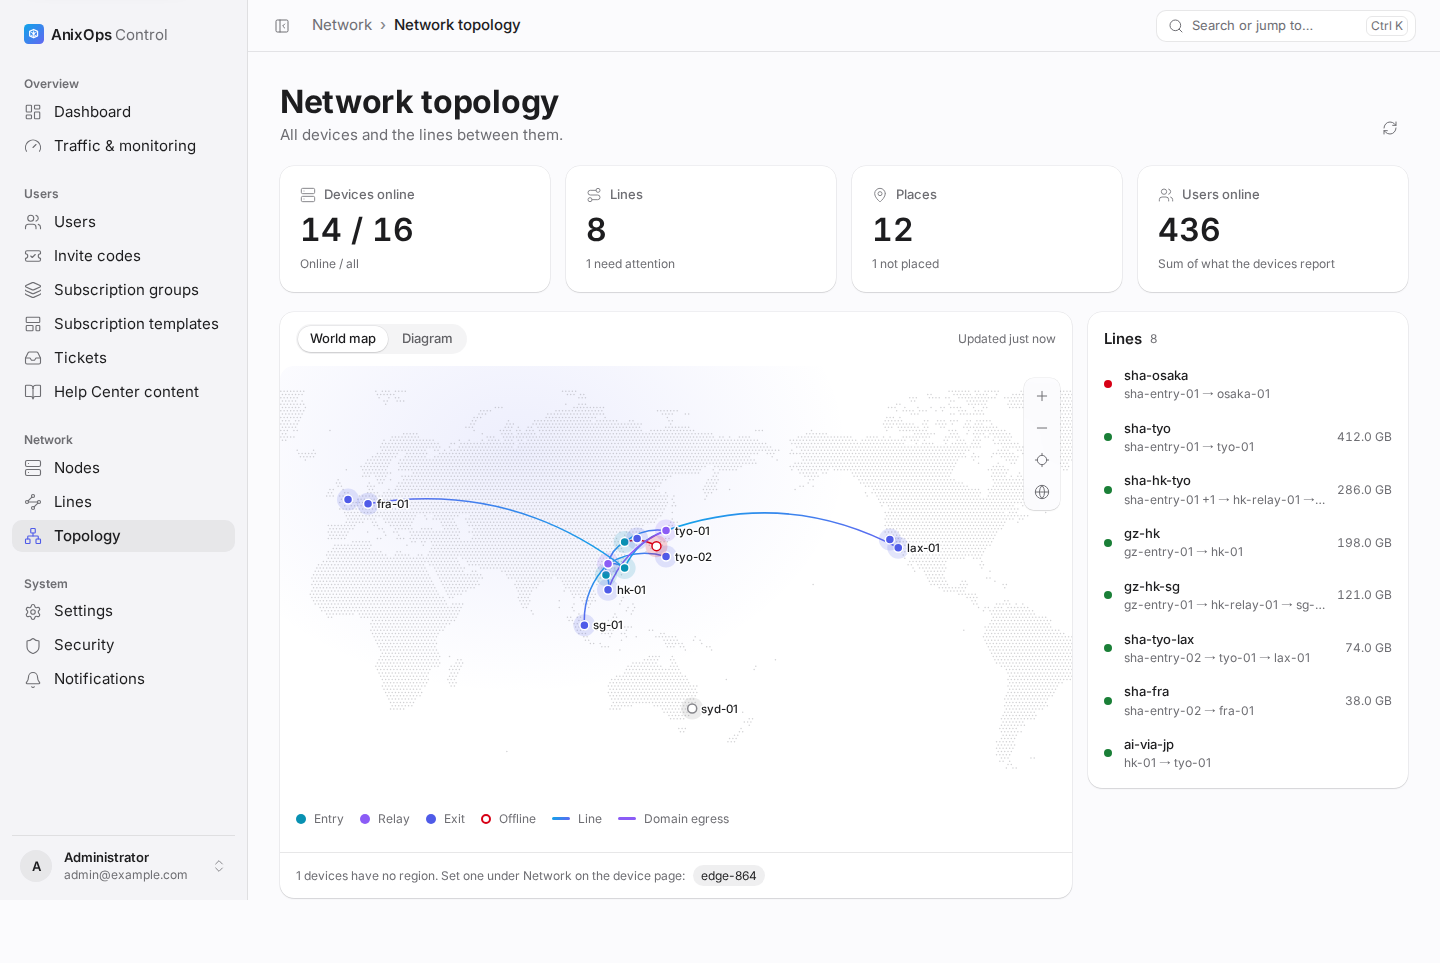 AnixOps Control
Overview
Dashboard
Traffic & monitoring
Users
Users
Invite codes
Subscription groups
Subscription templates
Tickets
Help Center content
Network
Nodes
Lines
Topology
System
Settings
Security
Notifications
A
Administrator
admin@example.com
Network › Network topology
Search or jump to...
Ctrl K
Network topology
All devices and the lines between them.
Devices online
14 / 16
Online / all
Lines
8
1 need attention
Places
12
1 not placed
Users online
436
Sum of what the devices report
World map
Diagram
Updated just now
fra-01
tyo-01
tyo-02
hk-01
sg-01
lax-01
syd-01
Entry
Relay
Exit
Offline
Line
Domain egress
1 devices have no region. Set one under Network on the device page: edge-864
Lines 8
sha-osaka
sha-entry-01 → osaka-01
sha-tyo
sha-entry-01 → tyo-01
412.0 GB
sha-hk-tyo
sha-entry-01 +1 → hk-relay-01 →...
286.0 GB
gz-hk
gz-entry-01 → hk-01
198.0 GB
gz-hk-sg
gz-entry-01 → hk-relay-01 → sg-...
121.0 GB
sha-tyo-lax
sha-entry-02 → tyo-01 → lax-01
74.0 GB
sha-fra
sha-entry-02 → fra-01
38.0 GB
ai-via-jp
hk-01 → tyo-01